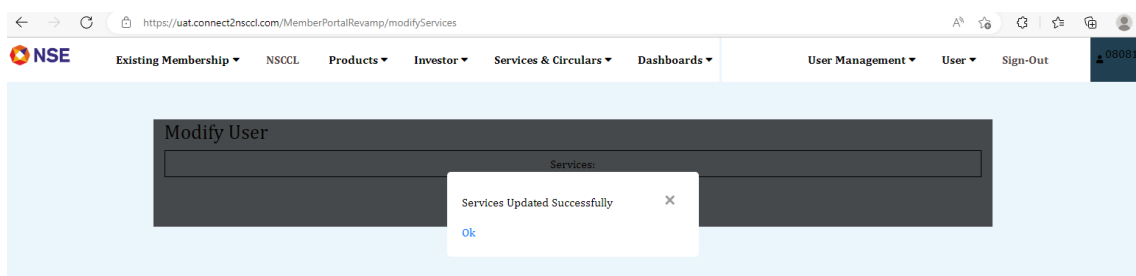 https://uat.connect2nsccl.com/MemberPortalRevamp/modifyServices
NSE Existing Membership NSCCL Products Investor Services & Circulars Dashboards User Management User Sign-Out 08081
Modify User
Services:
Services Updated Successfully ×
Ok